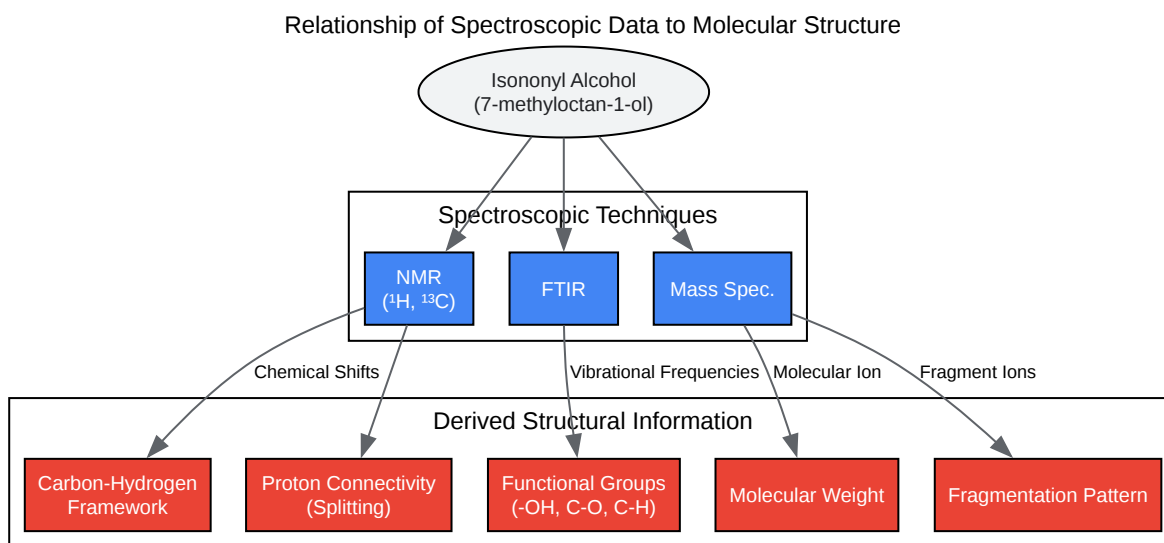 Relationship of Spectroscopic Data to Molecular Structure
Isononyl Alcohol
(7-methyloctan-1-ol)
Spectroscopic Techniques
NMR
(¹H, ¹³C)
FTIR
Mass Spec.
Chemical Shifts
Vibrational Frequencies
Molecular Ion
Fragment Ions
Derived Structural Information
Carbon-Hydrogen
Framework
Proton Connectivity
(Splitting)
Functional Groups
(-OH, C-O, C-H)
Molecular Weight
Fragmentation Pattern